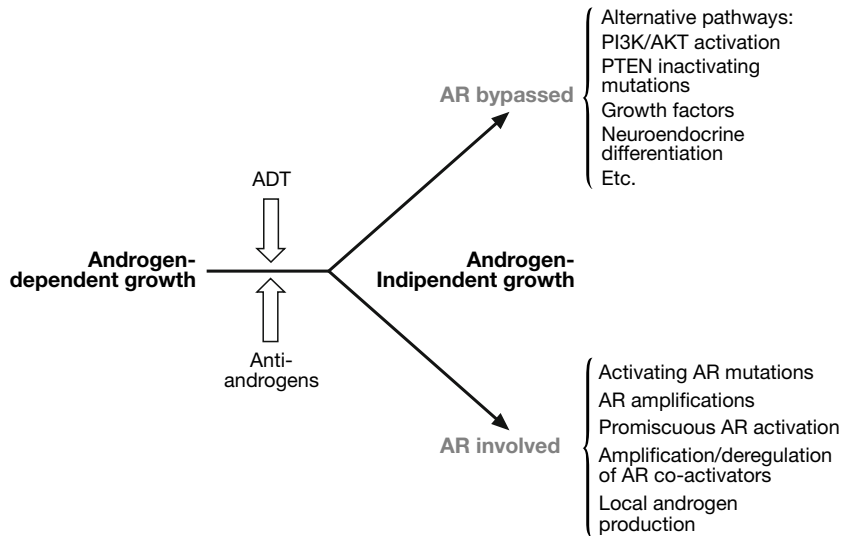 Alternative pathways:
PI3K/AKT activation
PTEN inactivating
mutations
Growth factors
Neuroendocrine
differentiation
Etc.
AR bypassed
ADT
Androgen-
dependent growth
Androgen-
Indipendent growth
Anti-
androgens
AR involved
Activating AR mutations
AR amplifications
Promiscuous AR activation
Amplification/deregulation
of AR co-activators
Local androgen
production